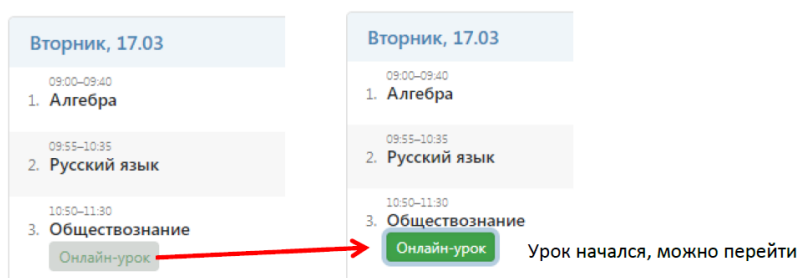 Вторник, 17.03
09:00–09:40
1. Алгебра
09:55–10:35
2. Русский язык
10:50–11:30
3. Обществознание
Онлайн-урок
Вторник, 17.03
09:00–09:40
1. Алгебра
09:55–10:35
2. Русский язык
10:50–11:30
3. Обществознание
Онлайн-урок
Урок начался, можно перейти